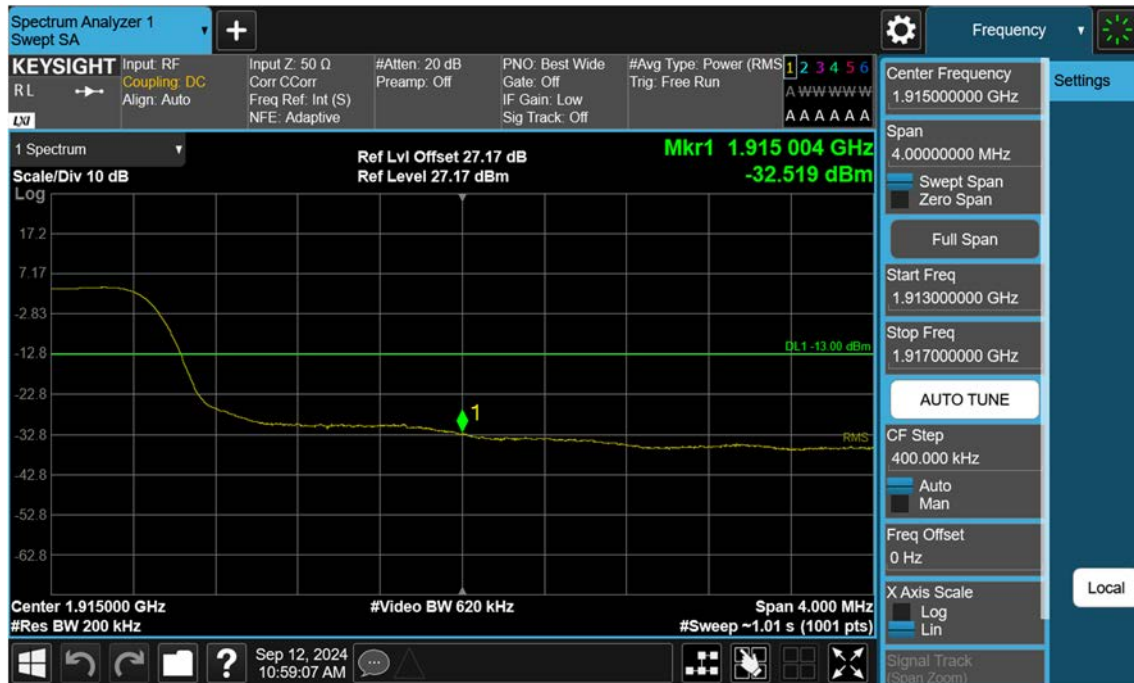 Spectrum Analyzer 1
Swept SA
Frequency
KEYSIGHT
RL
LXI
Input: RF
Coupling: DC
Align: Auto
Input Z: 50 Ω
Corr CCorr
Freq Ref: Int (S)
NFE: Adaptive
#Atten: 20 dB
Preamp: Off
PNO: Best Wide
Gate: Off
IF Gain: Low
Sig Track: Off
#Avg Type: Power (RMS
Trig: Free Run
1 2 3 4 5 6
A W W W W W
A A A A A A
1 Spectrum
Scale/Div 10 dB
Ref Lvl Offset 27.17 dB
Ref Level 27.17 dBm
Mkr1 1.915 004 GHz
-32.519 dBm
Log
17.2
7.17
-2.83
-12.8
-22.8
-32.8
-42.8
-52.8
-62.8
DL1 -13.00 dBm
1
RMS
Center 1.915000 GHz
#Video BW 620 kHz
Span 4.000 MHz
#Res BW 200 kHz
#Sweep ~1.01 s (1001 pts)
Center Frequency
1.915000000 GHz
Settings
Span
4.00000000 MHz
Swept Span
Zero Span
Full Span
Start Freq
1.913000000 GHz
Stop Freq
1.917000000 GHz
AUTO TUNE
CF Step
400.000 kHz
Auto
Man
Freq Offset
0 Hz
X Axis Scale
Log
Lin
Local
Signal Track
(Span Zoom)
?
Sep 12, 2024
10:59:07 AM